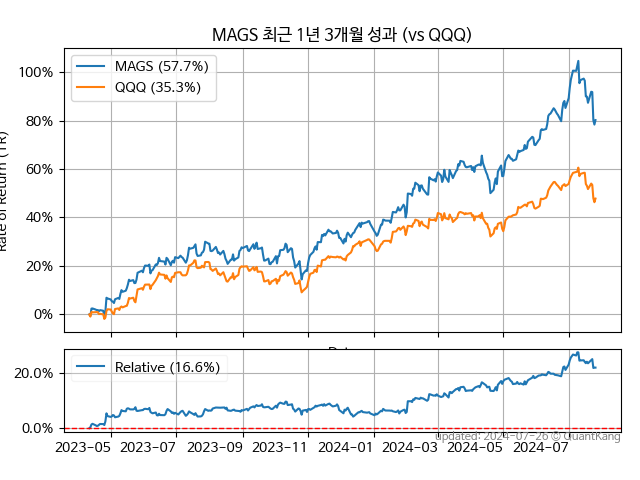 MAGS 최근 1년 3개월 성과 (vs QQQ)
MAGS (57.7%)
QQQ (35.3%)
100%
80%
60%
40%
20%
0%
Rate of Return (TR)
Relative (16.6%)
20.0%
0.0%
Updated: 2024-07-26 © QuantKang
2023-05 2023-07 2023-09 2023-11 2024-01 2024-03 2024-05 2024-07